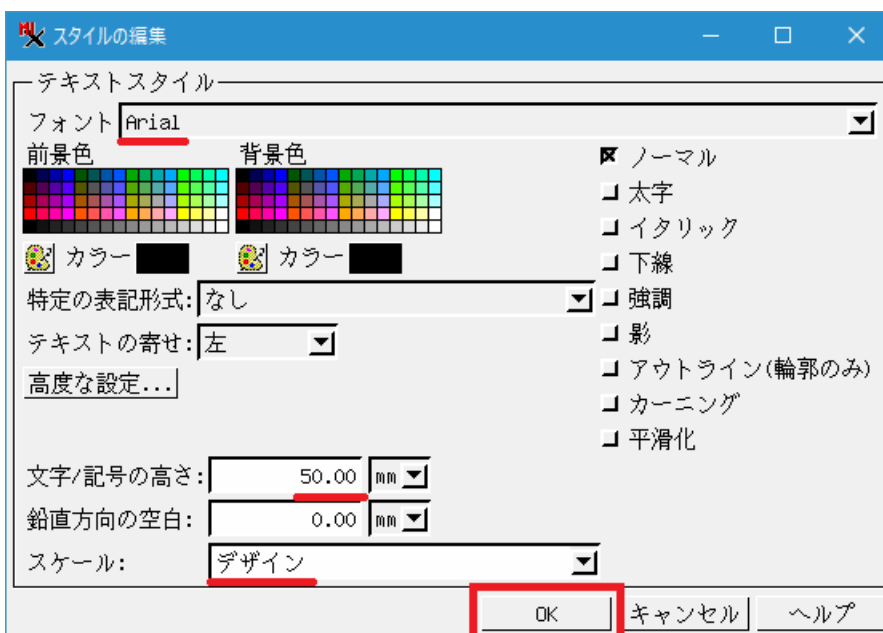 スタイルの編集
テキストスタイル
フォント Arial
前景色 背景色
ノーマル
太字
イタリック
カラー カラー
下線
特定の表記形式: なし
強調
テキストの寄せ: 左
影
高度な設定...
アウトライン(輪郭のみ)
カーニング
平滑化
文字/記号の高さ: 50.00 mm
鉛直方向の空白: 0.00 mm
スケール: デザイン
OK キャンセル ヘルプ